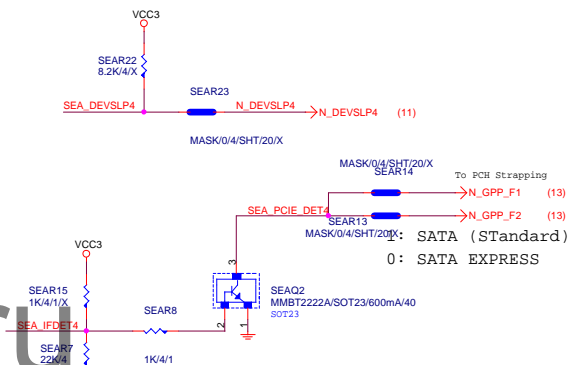 VCC3
SEAR22
8.2K/4/X
SEAR23
SEA_DEVSLP4
N_DEVSLP4
N_DEVSLP4 (11)
MASK/0/4/SHT/20/X
MASK/0/4/SHT/20/X
SEAR14
To PCH Strapping
N_GPP_F1 (13)
SEA_PCIE_DET4
N_GPP_F2 (13)
SEAR13
MASK/0/4/SHT/20/X
1: SATA (STandard)
0: SATA EXPRESS
VCC3
3
SEAR15
1K/4/1/X
SEAR8
SEAQ2
MMBT2222A/SOT23/600mA/40
SOT23
SEA_IFDET4
2
1
SEAR7
22K/4
1K/4/1